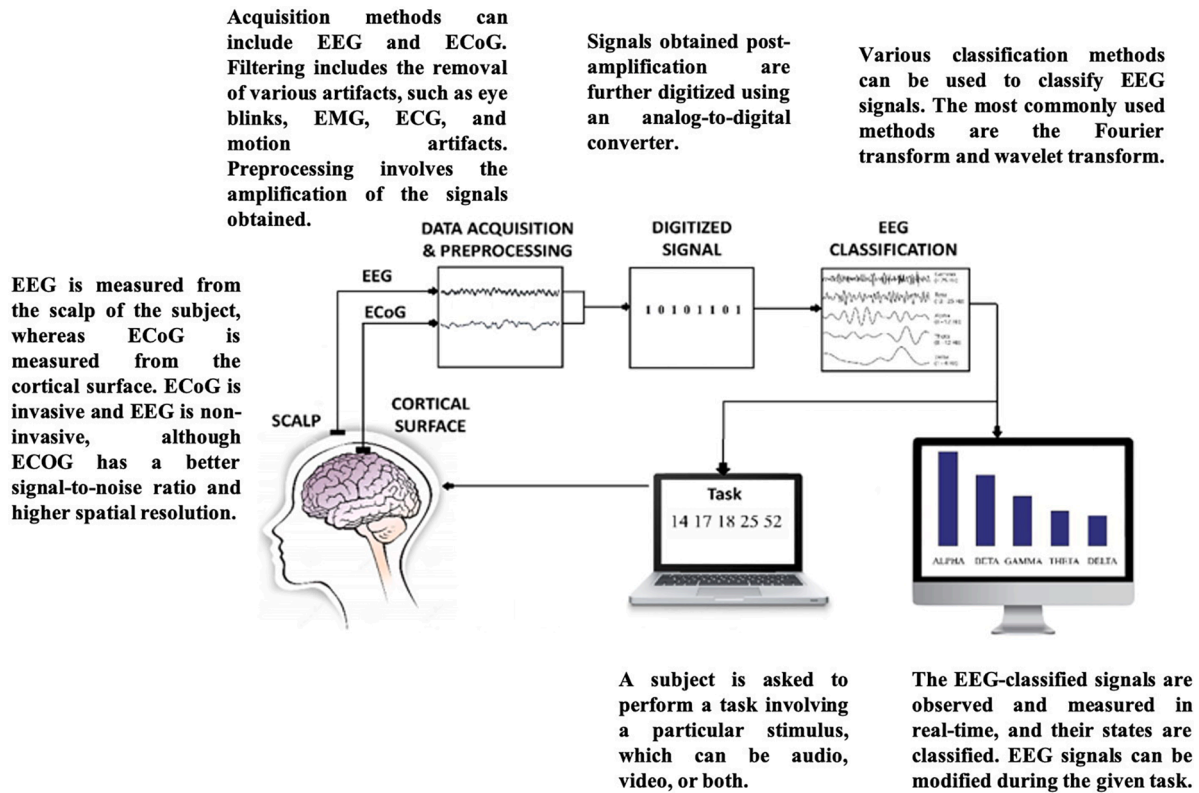 Acquisition methods can
include EEG and ECoG.
Filtering includes the removal
of various artifacts, such as eye
blinks, EMG, ECG, and
motion artifacts.
Preprocessing involves the
amplification of the signals
obtained.
Signals obtained post-
amplification are
further digitized using
an analog-to-digital
converter.
Various classification methods
can be used to classify EEG
signals. The most commonly used
methods are the Fourier
transform and wavelet transform.
DATA ACQUISITION
& PREPROCESSING
DIGITIZED
SIGNAL
EEG
CLASSIFICATION
EEG
ECoG
1 0 1 0 1 1 0 1
EEG is measured from
the scalp of the subject,
whereas ECoG is
measured from the
cortical surface. ECoG is
invasive and EEG is non-
invasive, although
ECOG has a better
signal-to-noise ratio and
higher spatial resolution.
SCALP
CORTICAL
SURFACE
Task
14 17 18 25 52
ALPHA BETA GAMMA THETA DELTA
A subject is asked to
perform a task involving
a particular stimulus,
which can be audio,
video, or both.
The EEG-classified signals are
observed and measured in
real-time, and their states are
classified. EEG signals can be
modified during the given task.